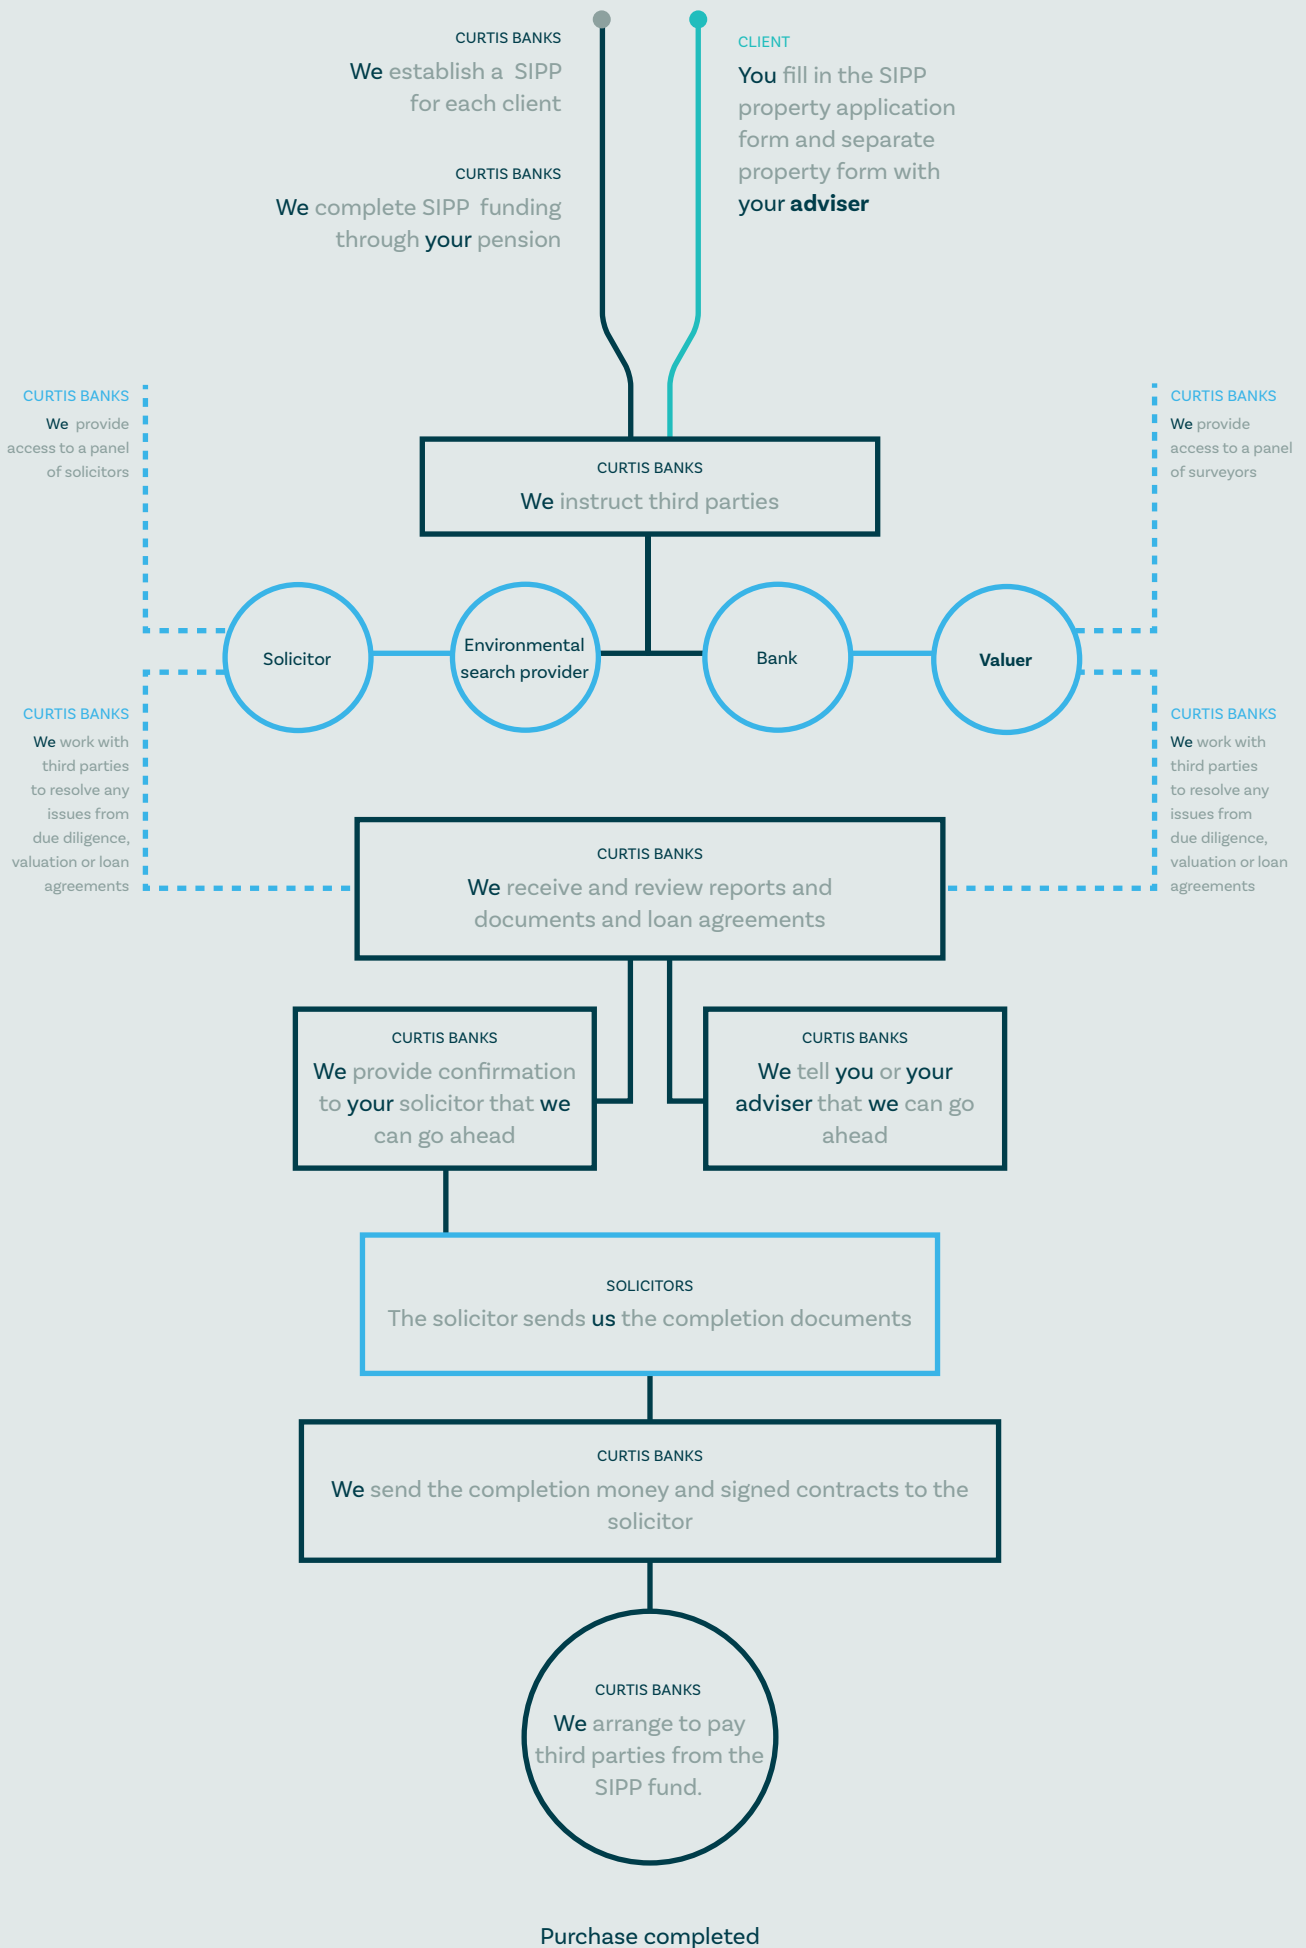 CURTIS BANKS
We establish a SIPP
for each client
CURTIS BANKS
We complete SIPP funding
through your pension
CLIENT
You fill in the SIPP
property application
form and separate
property form with
your adviser
CURTIS BANKS
We provide
access to a panel
of solicitors
CURTIS BANKS
We instruct third parties
CURTIS BANKS
We provide
access to a panel
of surveyors
Solicitor
Environmental
search provider
Bank
Valuer
CURTIS BANKS
We work with
third parties
to resolve any
issues from
due diligence,
valuation or loan
agreements
CURTIS BANKS
We receive and review reports and
documents and loan agreements
CURTIS BANKS
We work with
third parties
to resolve any
issues from
due diligence,
valuation or loan
agreements
CURTIS BANKS
We provide confirmation
to your solicitor that we
can go ahead
CURTIS BANKS
We tell you or your
adviser that we can go
ahead
SOLICITORS
The solicitor sends us the completion documents
CURTIS BANKS
We send the completion money and signed contracts to the
solicitor
CURTIS BANKS
We arrange to pay
third parties from the
SIPP fund.
Purchase completed